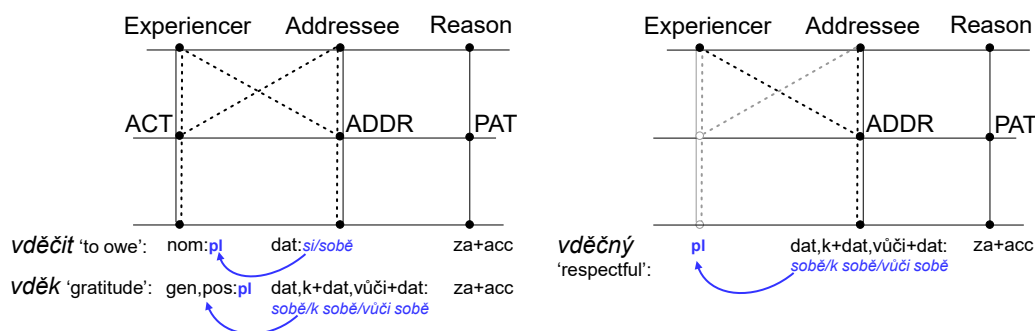 Experiencer Addressee Reason
ACT ADDR PAT
vděčit 'to owe': nom:pl dat:si/sobě za+acc
vděk 'gratitude': gen,pos:pl dat,k+dat,vůči+dat: za+acc
sobě/k sobě/vůči sobě
Experiencer Addressee Reason
ADDR PAT
vděčný pl dat,k+dat,vůči+dat: za+acc
'respectful': sobě/k sobě/vůči sobě